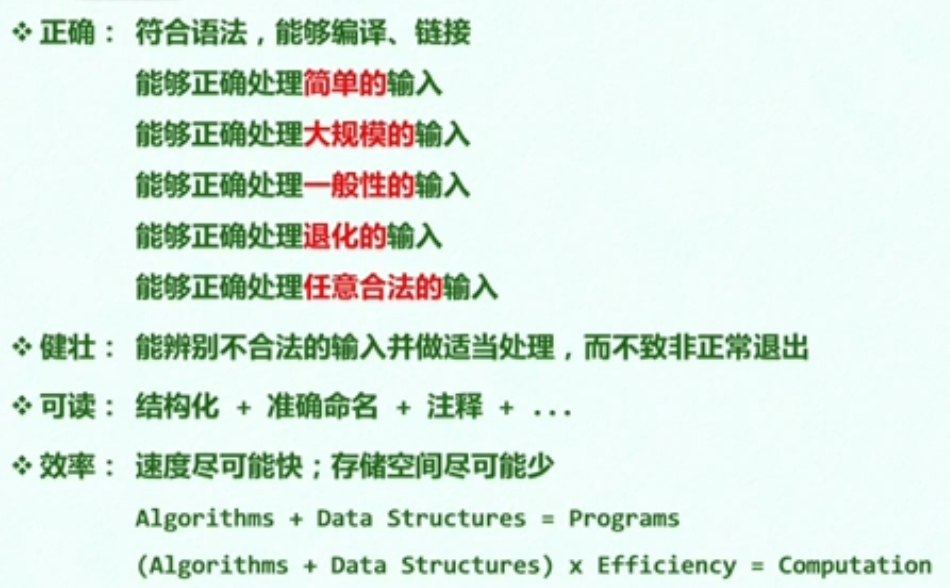 ❖ 正确： 符合语法，能够编译、链接
能够正确处理简单的输入
能够正确处理大规模的输入
能够正确处理一般性的输入
能够正确处理退化的输入
能够正确处理任意合法的输入
❖ 健壮： 能辨别不合法的输入并做适当处理，而不致非正常退出
❖ 可读： 结构化 + 准确命名 + 注释 + ...
❖ 效率： 速度尽可能快；存储空间尽可能少
Algorithms + Data Structures = Programs
(Algorithms + Data Structures) x Efficiency = Computation